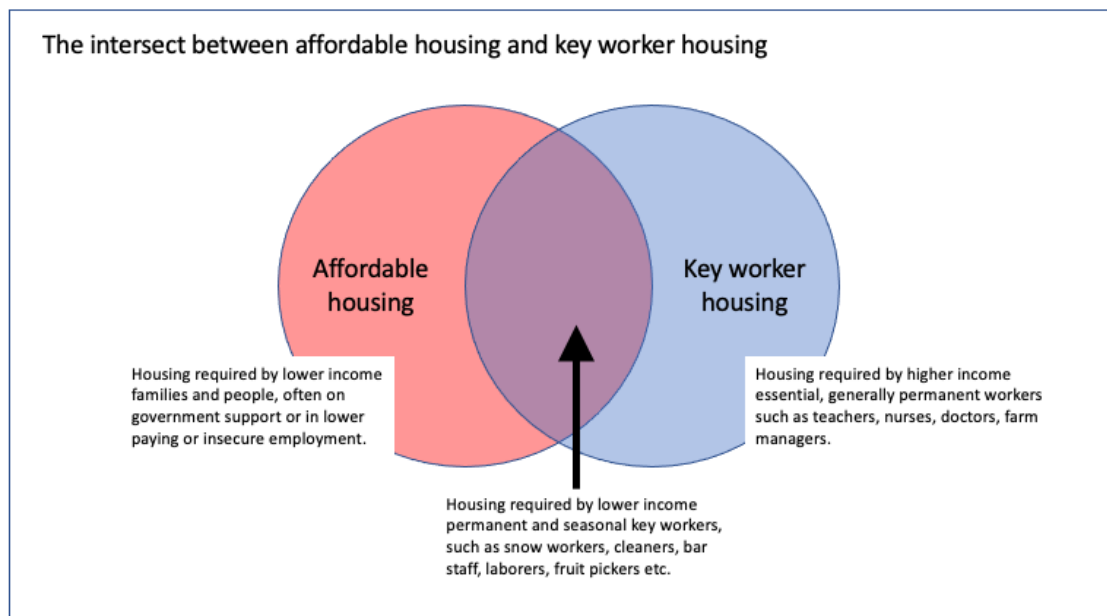 The intersect between affordable housing and key worker housing
Affordable
housing
Key worker
housing
Housing required by lower income
families and people, often on
government support or in lower
paying or insecure employment.
Housing required by higher income
essential, generally permanent workers
such as teachers, nurses, doctors, farm
managers.
Housing required by lower income
permanent and seasonal key workers,
such as snow workers, cleaners, bar
staff, laborers, fruit pickers etc.